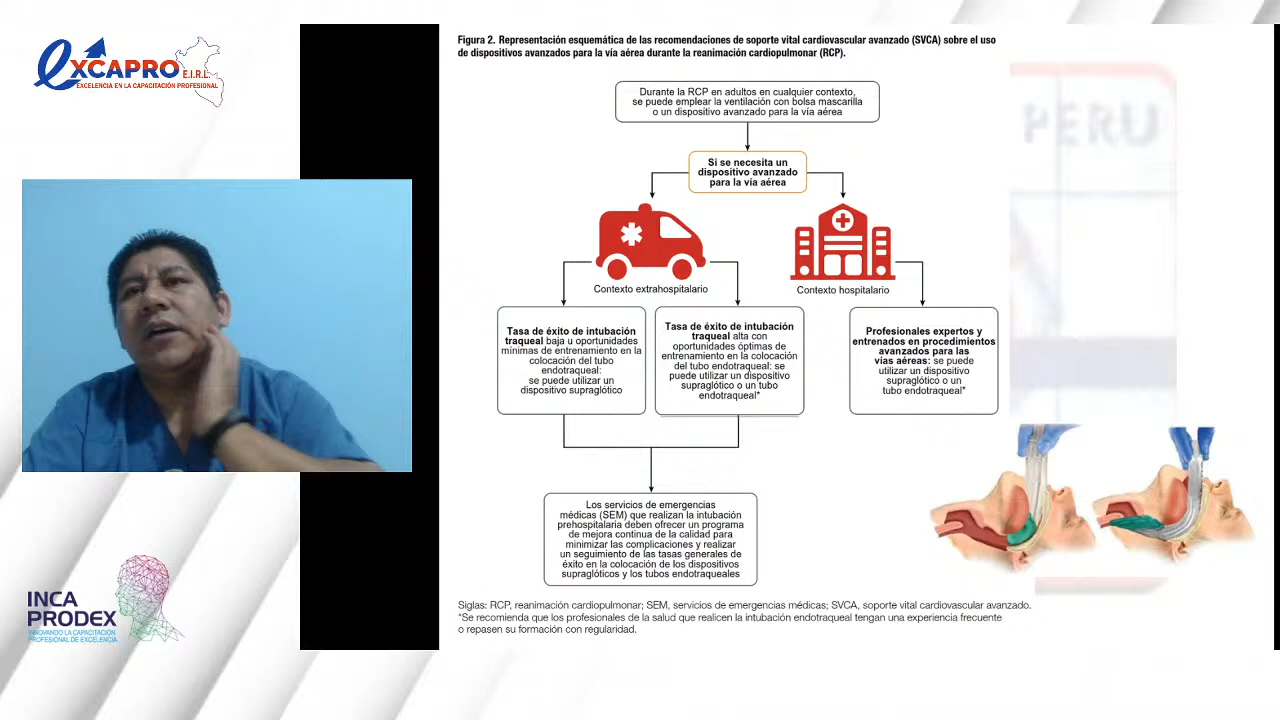 excapro E.I.R.L.
EXCELENCIA EN LA CAPACITACIÓN PROFESIONAL
Figura 2. Representación esquemática de las recomendaciones de soporte vital cardiovascular avanzado (SVCA) sobre el uso
de dispositivos avanzados para la vía aérea durante la reanimación cardiopulmonar (RCP).
PERU
Durante la RCP en adultos en cualquier contexto,
se puede emplear la ventilación con bolsa mascarilla
o un dispositivo avanzado para la vía aérea
Si se necesita un
dispositivo avanzado
para la vía aérea
Contexto extrahospitalario
Contexto hospitalario
Tasa de éxito de intubación
traqueal baja u oportunidades
mínimas de entrenamiento en la
colocación del tubo
endotraqueal:
se puede utilizar un
dispositivo supraglótico
Tasa de éxito de intubación
traqueal alta con
oportunidades óptimas de
entrenamiento en la colocación
del tubo endotraqueal: se
puede utilizar un dispositivo
supraglótico o un tubo
endotraqueal*
Profesionales expertos y
entrenados en procedimientos
avanzados para las
vías aéreas: se puede
utilizar un dispositivo
supraglótico o un
tubo endotraqueal*
Los servicios de emergencias
médicas (SEM) que realizan la intubación
prehospitalaria deben ofrecer un programa
de mejora continua de la calidad para
minimizar las complicaciones y realizar
un seguimiento de las tasas generales de
éxito en la colocación de los dispositivos
supraglóticos y los tubos endotraqueales
INCA
PRODEX
INNOVANDO LA CAPACITACIÓN
PROFESIONAL DE EXCELENCIA
Siglas: RCP, reanimación cardiopulmonar; SEM, servicios de emergencias médicas; SVCA, soporte vital cardiovascular avanzado.
*Se recomienda que los profesionales de la salud que realicen la intubación endotraqueal tengan una experiencia frecuente
o repasen su formación con regularidad.